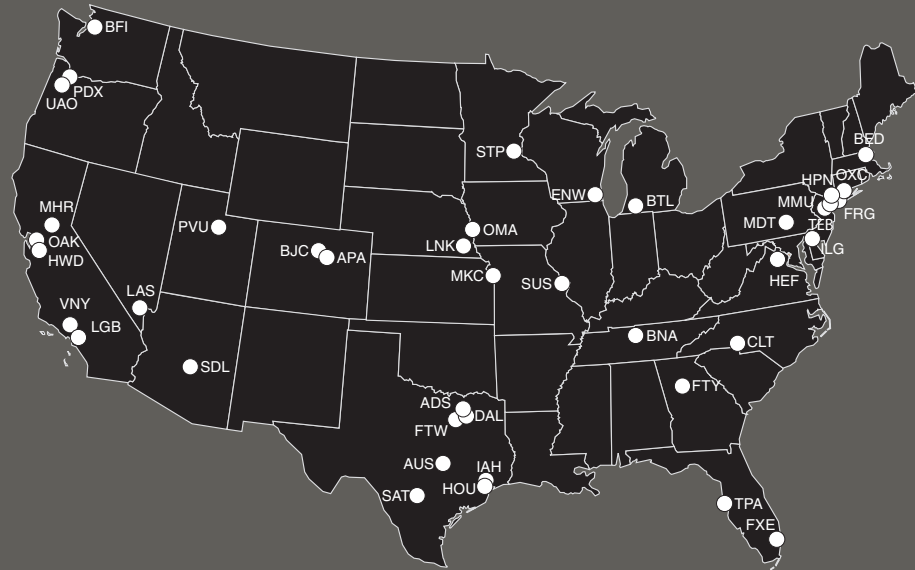 BFI
PDX
UAO
BED
STP
HPN
OXC
ENW
BTL
MMU
MHR
FRG
MDT
TEB
PVU
OMA
OAK
LNK
LG
BJC
APA
HWD
MKC
HEF
SUS
LAS
VNY
LGB
BNA
CLT
SDL
FTY
ADS
DAL
FTW
AUS
IAH
HOU
SAT
TPA
FXE